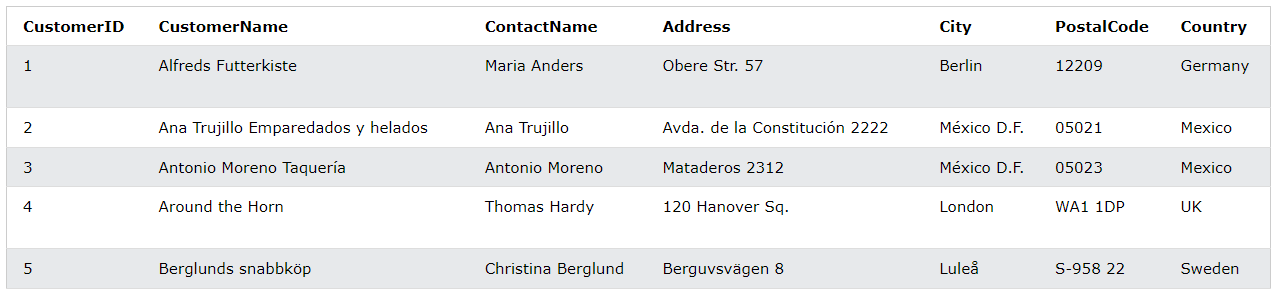 CustomerID CustomerName ContactName Address City PostalCode Country
1 Alfreds Futterkiste Maria Anders Obere Str. 57 Berlin 12209 Germany
2 Ana Trujillo Emparedados y helados Ana Trujillo Avda. de la Constitución 2222 México D.F. 05021 Mexico
3 Antonio Moreno Taquería Antonio Moreno Mataderos 2312 México D.F. 05023 Mexico
4 Around the Horn Thomas Hardy 120 Hanover Sq. London WA1 1DP UK
5 Berglunds snabbköp Christina Berglund Berguvsvägen 8 Luleå S-958 22 Sweden